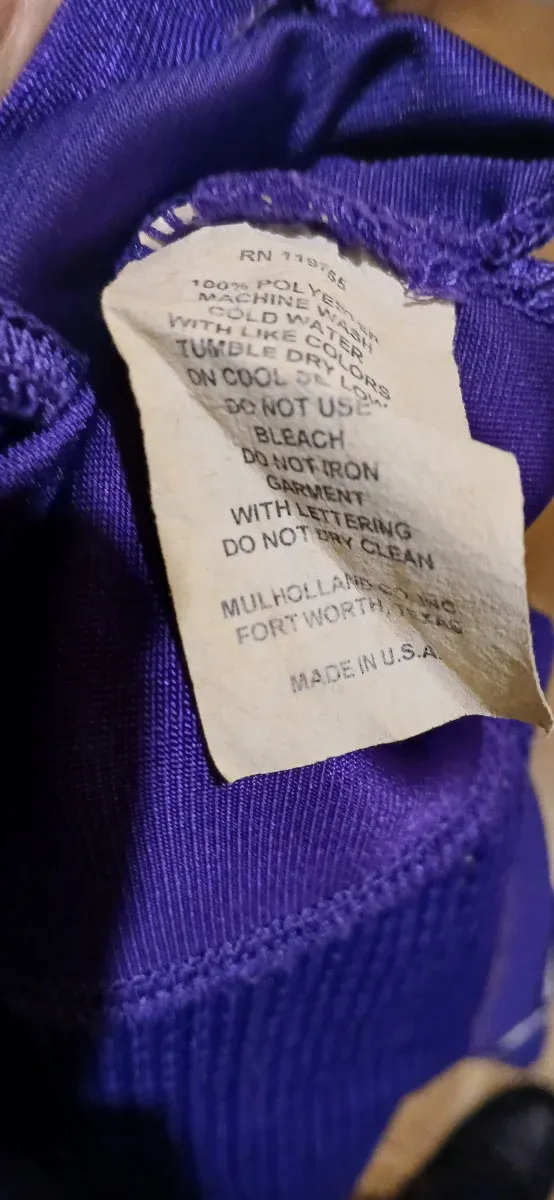 RN 119755
100% POLYESTER
MACHINE WASH
COLD WATER
WITH LIKE COLORS
TUMBLE DRY LOW
ON COOL
DO NOT USE
BLEACH
DO NOT IRON
GARMENT
WITH LETTERING
DO NOT DRY CLEAN
MULHOLLAND CO. INC
FORT WORTH, TEXAS
MADE IN U.S.A.